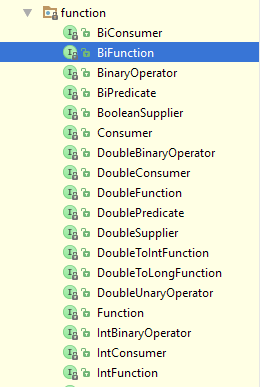 function
BiConsumer
BiFunction
BinaryOperator
BiPredicate
BooleanSupplier
Consumer
DoubleBinaryOperator
DoubleConsumer
DoubleFunction
DoublePredicate
DoubleSupplier
DoubleToIntFunction
DoubleToLongFunction
DoubleUnaryOperator
Function
IntBinaryOperator
IntConsumer
IntFunction